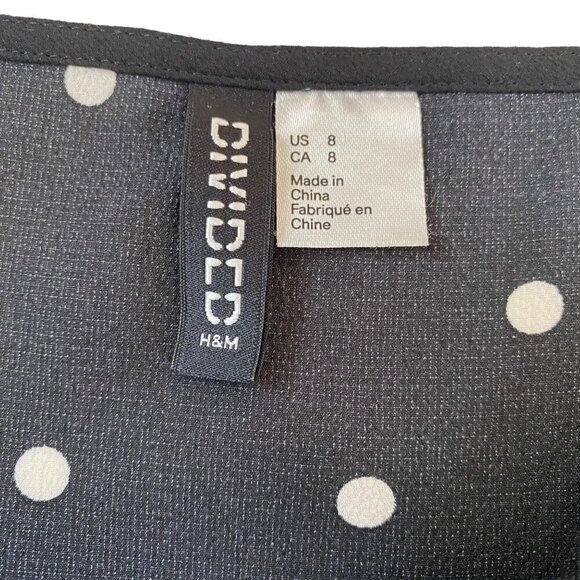 DIVIDED
H&M
US 8
CA 8
Made in
China
Fabriqué en
Chine